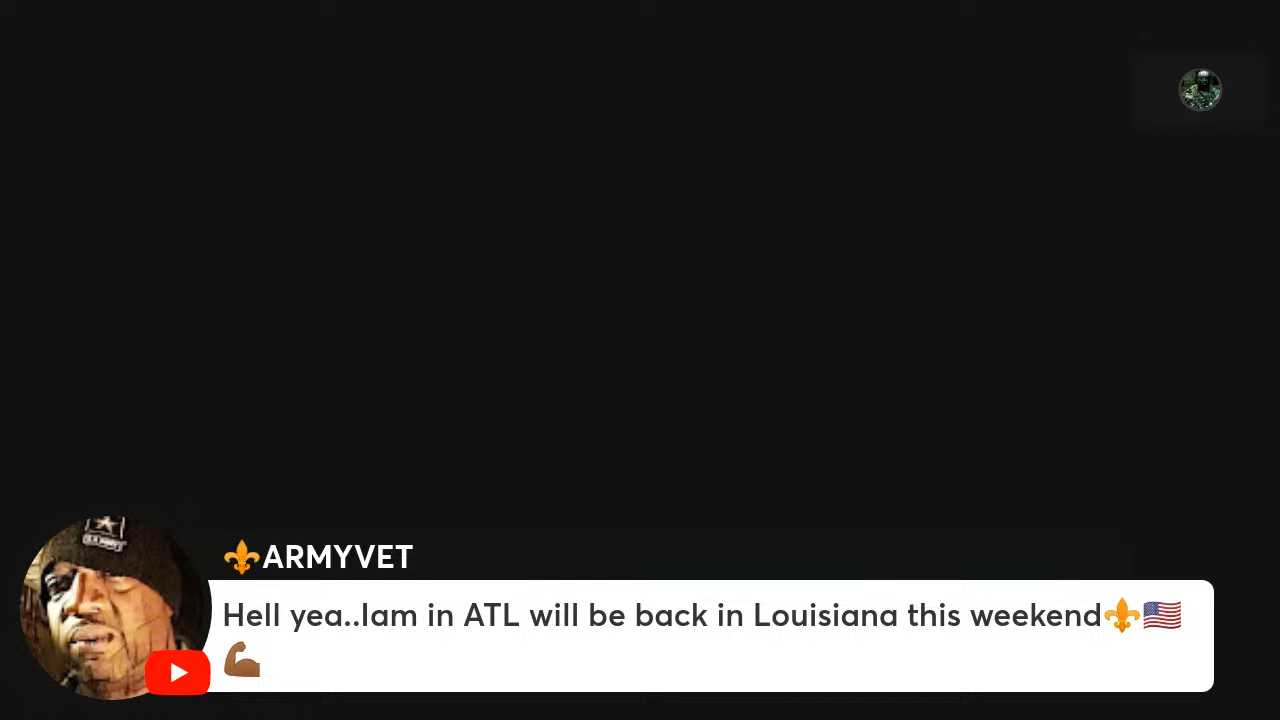 ⚜️ARMYVET
Hell yea..Iam in ATL will be back in Louisiana this weekend⚜️🇺🇸
💪🏾